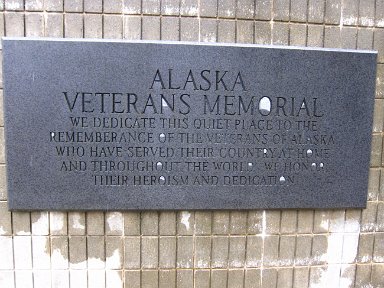 ALASKA
VETERANS MEMORIAL
WE DEDICATE THIS QUIET PLACE TO THE
REMEMBERANCE OF THE VETERANS OF ALASKA
WHO HAVE SERVED THEIR COUNTRY AT HOME
AND THROUGHOUT THE WORLD. WE HONOR
THEIR HEROISM AND DEDICATION.